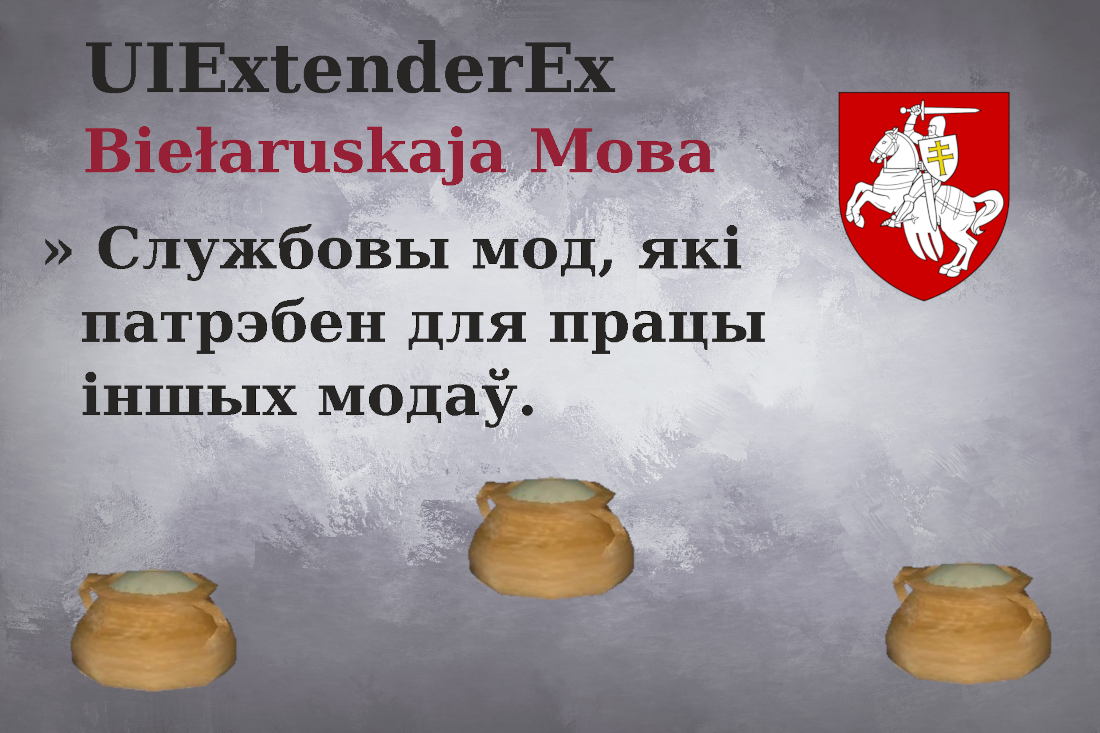 UIExtenderEx
Biełaruskaja Мова
» Службовы мод, які
патрэбен для працы
іншых модаў.